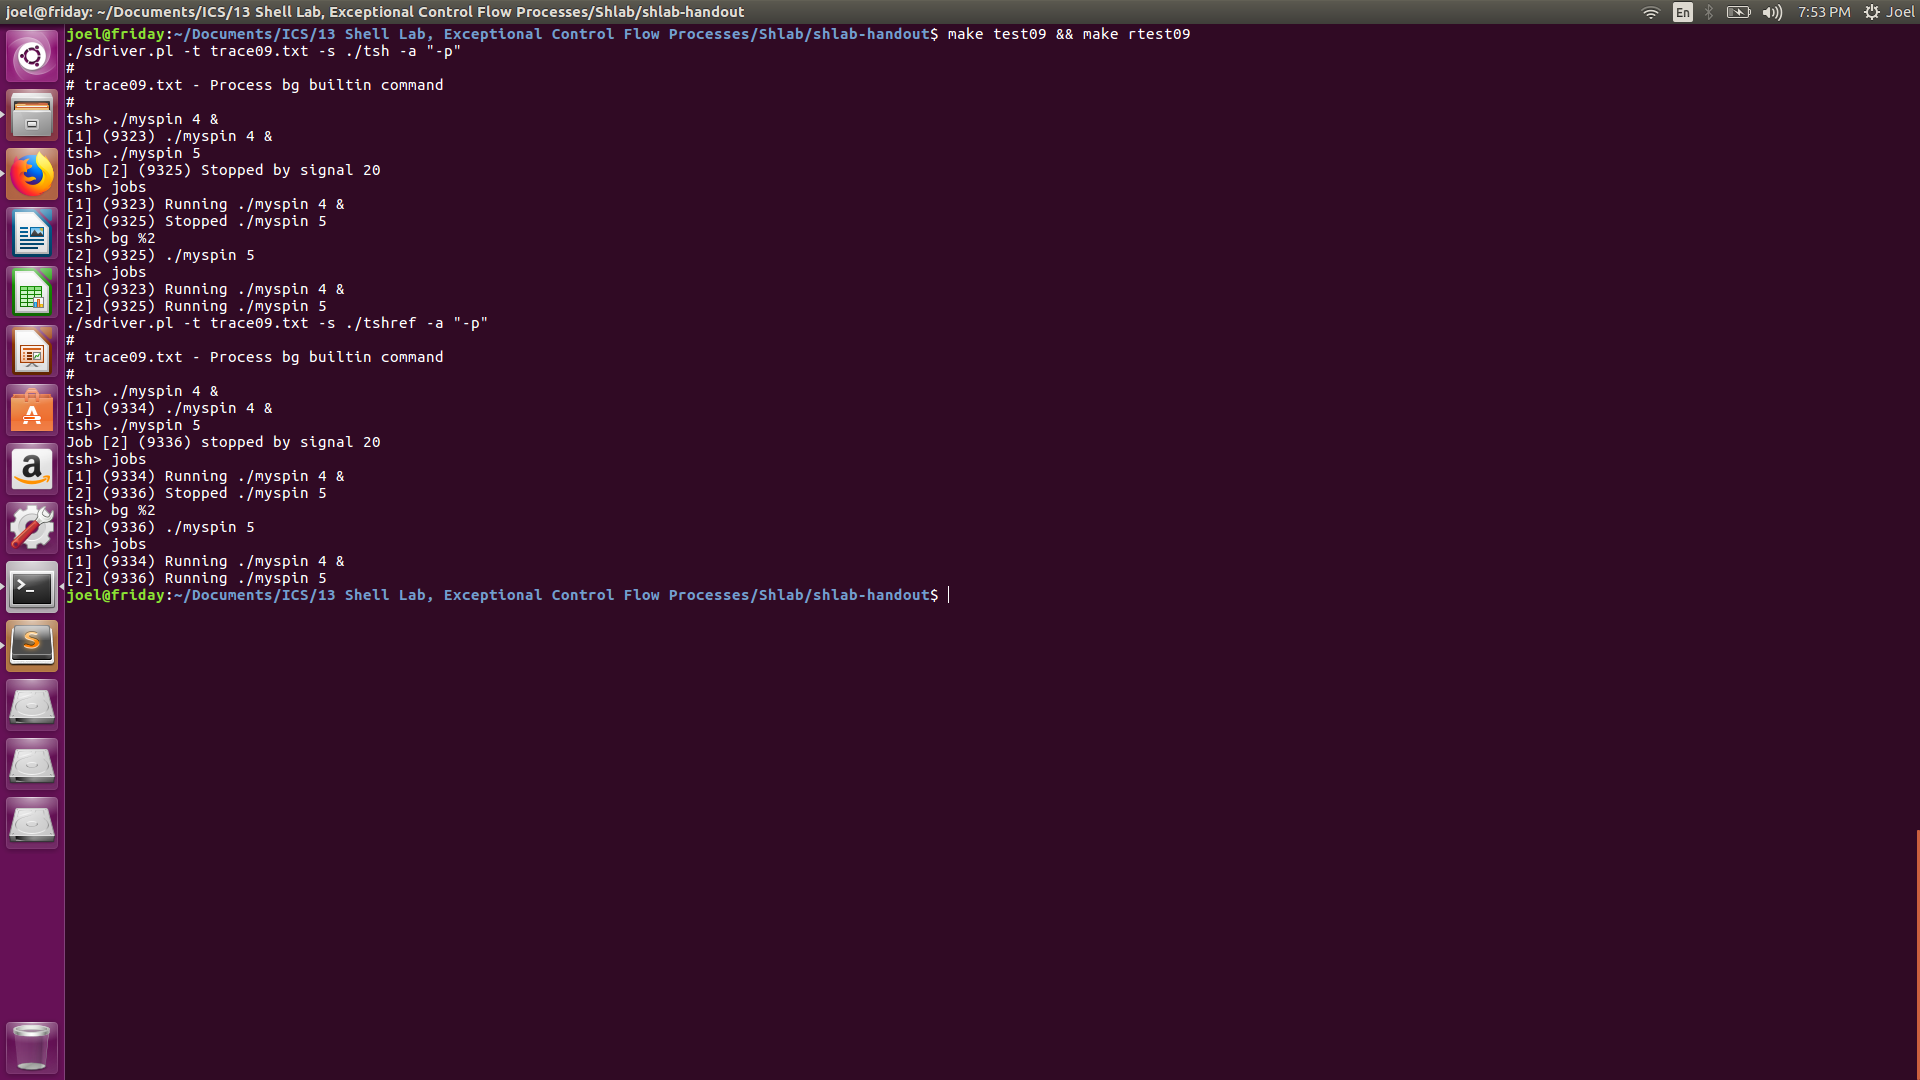 joel@friday: ~/Documents/ICS/13 Shell Lab, Exceptional Control Flow Processes/Shlab/shlab-handout
En
7:53 PM
Joel
joel@friday:~/Documents/ICS/13 Shell Lab, Exceptional Control Flow Processes/Shlab/shlab-handout$ make test09 && make rtest09
./sdriver.pl -t trace09.txt -s ./tsh -a "-p"
#
# trace09.txt - Process bg builtin command
#
tsh> ./myspin 4 &
[1] (9323) ./myspin 4 &
tsh> ./myspin 5
Job [2] (9325) Stopped by signal 20
tsh> jobs
[1] (9323) Running ./myspin 4 &
[2] (9325) Stopped ./myspin 5
tsh> bg %2
[2] (9325) ./myspin 5
tsh> jobs
[1] (9323) Running ./myspin 4 &
[2] (9325) Running ./myspin 5
./sdriver.pl -t trace09.txt -s ./tshref -a "-p"
#
# trace09.txt - Process bg builtin command
#
tsh> ./myspin 4 &
[1] (9334) ./myspin 4 &
tsh> ./myspin 5
Job [2] (9336) stopped by signal 20
tsh> jobs
[1] (9334) Running ./myspin 4 &
[2] (9336) Stopped ./myspin 5
tsh> bg %2
[2] (9336) ./myspin 5
tsh> jobs
[1] (9334) Running ./myspin 4 &
[2] (9336) Running ./myspin 5
joel@friday:~/Documents/ICS/13 Shell Lab, Exceptional Control Flow Processes/Shlab/shlab-handout$